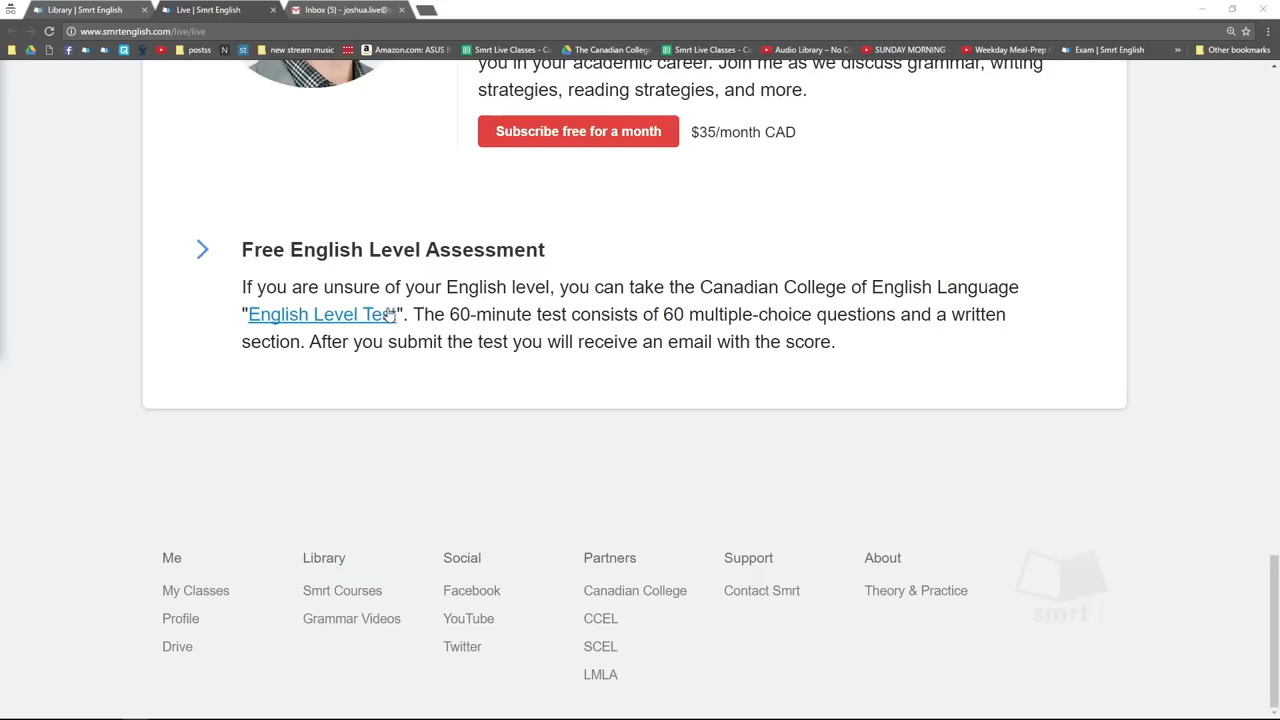 Library | Smrt English
Live | Smrt English
Inbox (5) - joshua.live@s
www.smrtenglish.com/live/live
postss
new stream music
Amazon.com: ASUS M
Smrt Live Classes - Co
The Canadian College
Smrt Live Classes - Co
Audio Library – No C
SUNDAY MORNING
Weekday Meal-Prep
Exam | Smrt English
»
Other bookmarks
you in your academic career. Join me as we discuss grammar, writing
strategies, reading strategies, and more.
Subscribe free for a month
$35/month CAD
Free English Level Assessment
If you are unsure of your English level, you can take the Canadian College of English Language
"English Level Test". The 60-minute test consists of 60 multiple-choice questions and a written
section. After you submit the test you will receive an email with the score.
Me
Library
Social
Partners
Support
About
My Classes
Smrt Courses
Facebook
Canadian College
Contact Smrt
Theory & Practice
Profile
Grammar Videos
YouTube
CCEL
Drive
Twitter
SCEL
LMLA
smrt